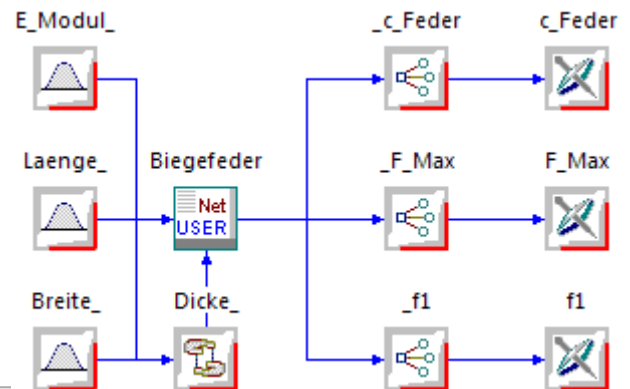 E_Modul_ _c_Feder c_Feder
Laenge_ Biegefeder _F_Max F_Max
Net
USER
Breite_ Dicke_ _f1 f1